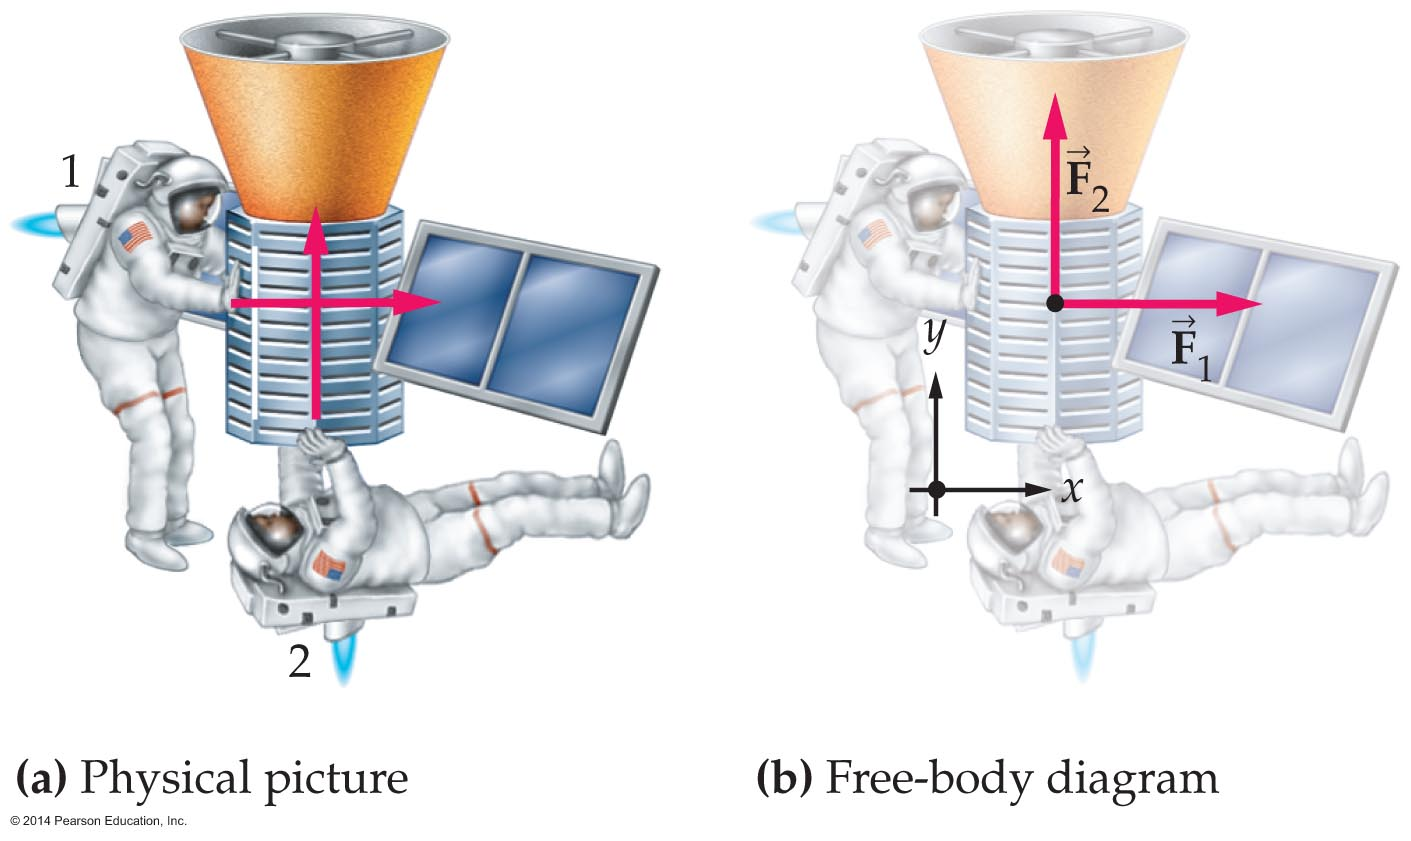 1
2
F⃗₂
F⃗₁
y
x
(a) Physical picture
(b) Free-body diagram
© 2014 Pearson Education, Inc.